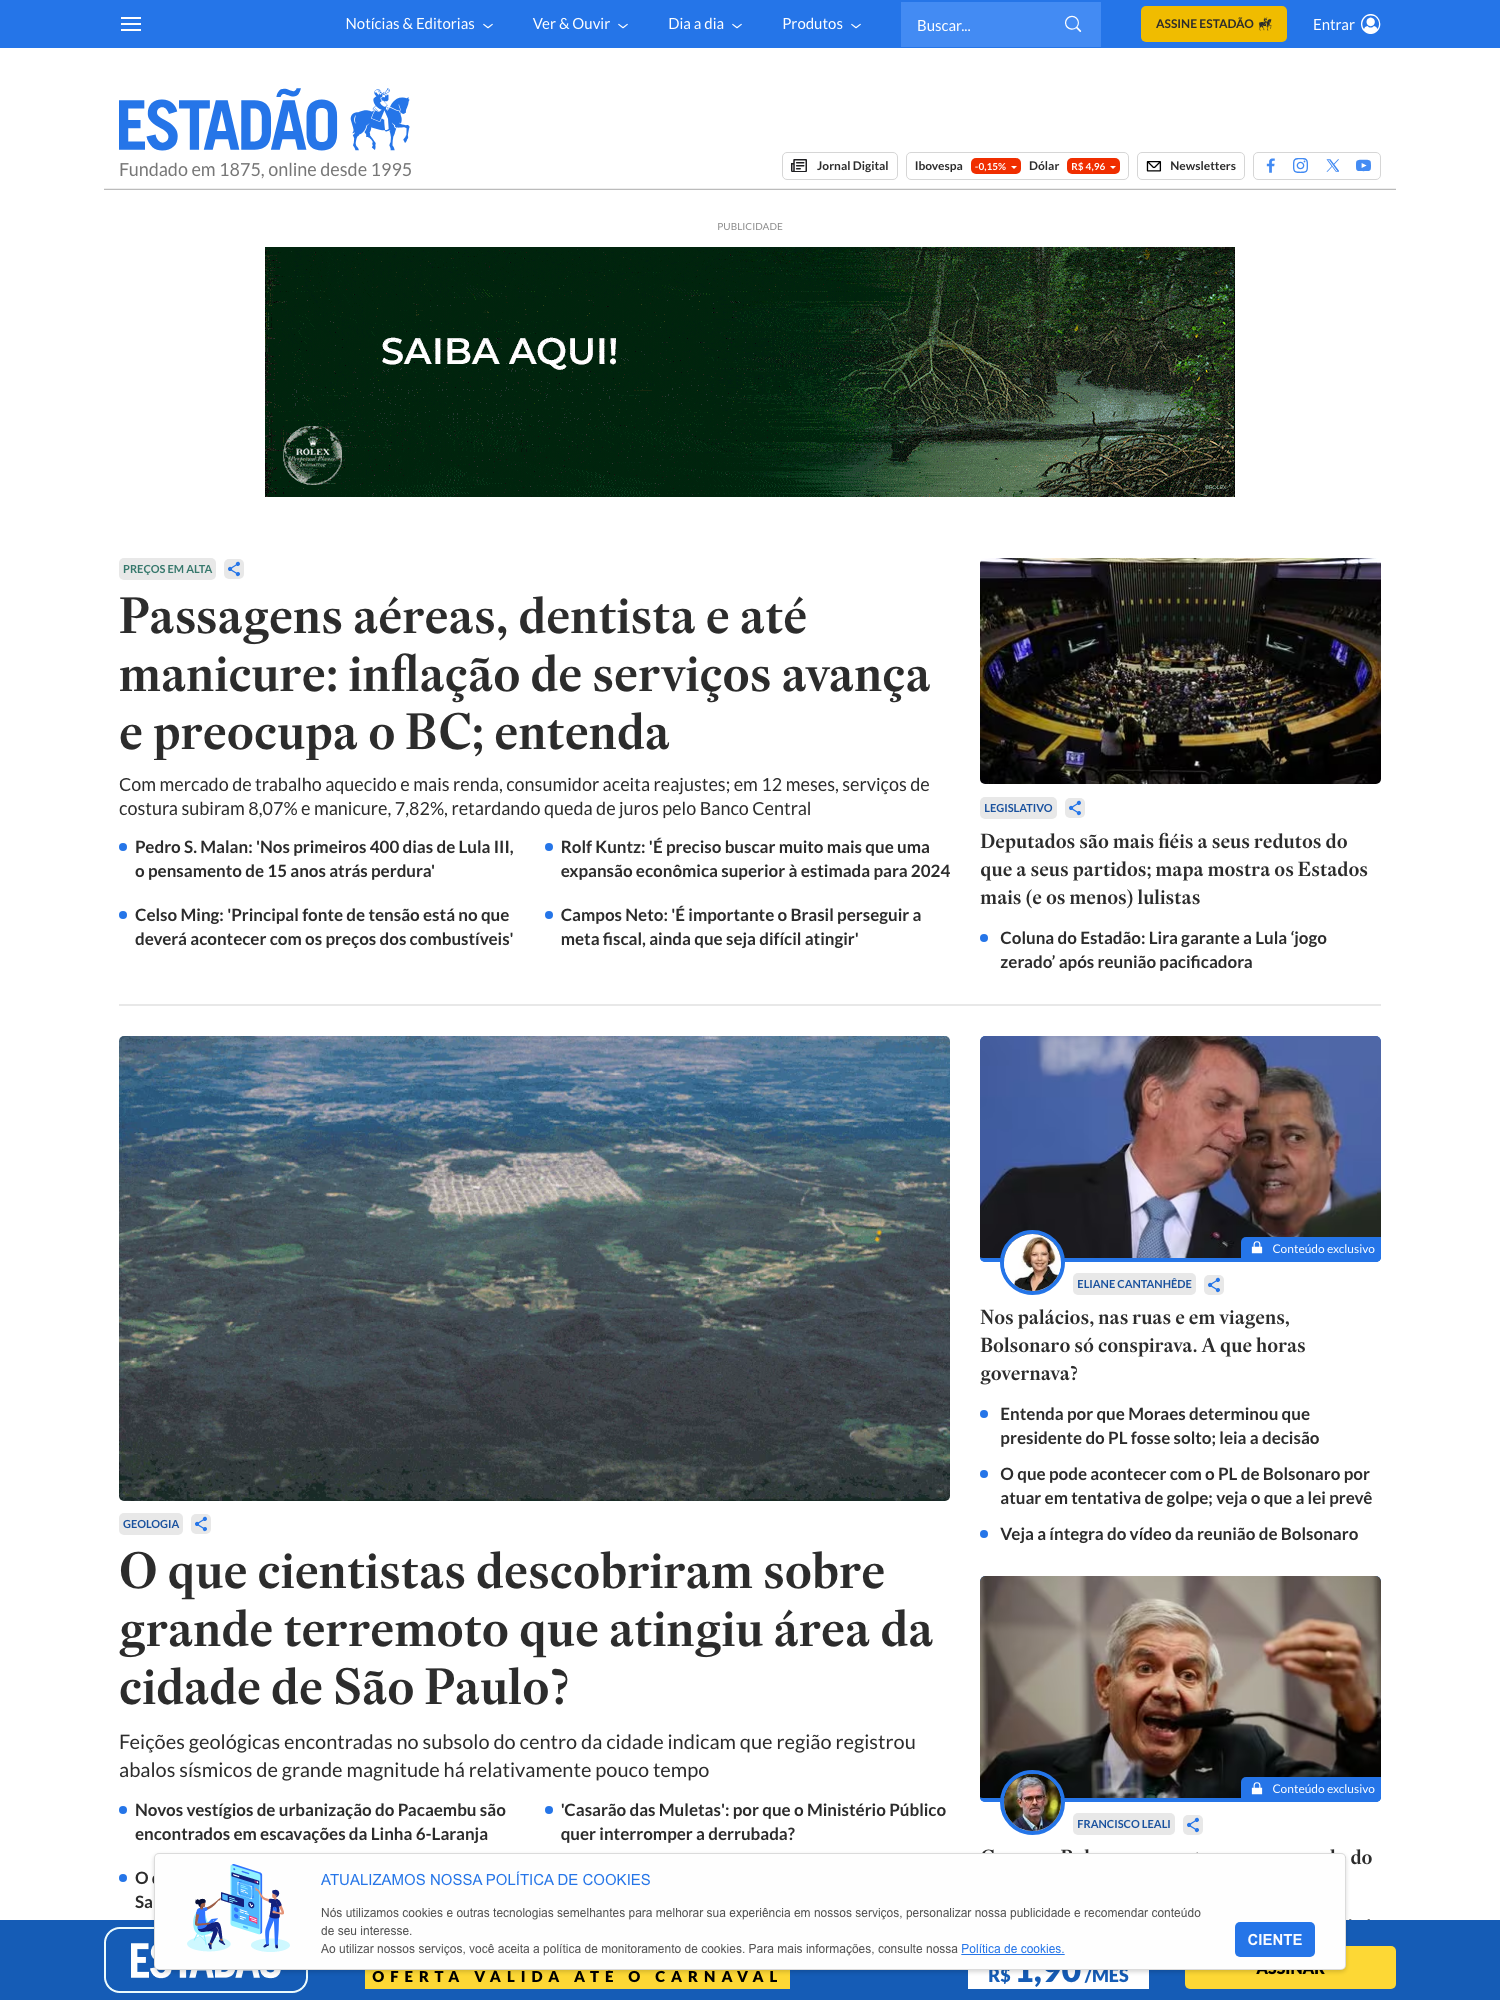 Notícias & Editorias
Ver & Ouvir
Dia a dia
Produtos
Buscar...
ASSINE ESTADÃO
Entrar
ESTADÃO
Fundado em 1875, online desde 1995
Jornal Digital
Ibovespa -0,15% Dólar R$ 4,96
Newsletters
PUBLICIDADE
SAIBA AQUI!
ROLEX
Perpetual Planet
Initiative
©ROLEX
PREÇOS EM ALTA
Passagens aéreas, dentista e até
manicure: inflação de serviços avança
e preocupa o BC; entenda
Com mercado de trabalho aquecido e mais renda, consumidor aceita reajustes; em 12 meses, serviços de
costura subiram 8,07% e manicure, 7,82%, retardando queda de juros pelo Banco Central
Pedro S. Malan: 'Nos primeiros 400 dias de Lula III,
o pensamento de 15 anos atrás perdura'
Rolf Kuntz: 'É preciso buscar muito mais que uma
expansão econômica superior à estimada para 2024
Celso Ming: 'Principal fonte de tensão está no que
deverá acontecer com os preços dos combustíveis'
Campos Neto: 'É importante o Brasil perseguir a
meta fiscal, ainda que seja difícil atingir'
LEGISLATIVO
Deputados são mais fiéis a seus redutos do
que a seus partidos; mapa mostra os Estados
mais (e os menos) lulistas
Coluna do Estadão: Lira garante a Lula ‘jogo
zerado’ após reunião pacificadora
GEOLOGIA
O que cientistas descobriram sobre
grande terremoto que atingiu área da
cidade de São Paulo?
Feições geológicas encontradas no subsolo do centro da cidade indicam que região registrou
abalos sísmicos de grande magnitude há relativamente pouco tempo
Novos vestígios de urbanização do Pacaembu são
encontrados em escavações da Linha 6-Laranja
'Casarão das Muletas': por que o Ministério Público
quer interromper a derrubada?
O
Sa
Conteúdo exclusivo
ELIANE CANTANHÊDE
Nos palácios, nas ruas e em viagens,
Bolsonaro só conspirava. A que horas
governava?
Entenda por que Moraes determinou que
presidente do PL fosse solto; leia a decisão
O que pode acontecer com o PL de Bolsonaro por
atuar em tentativa de golpe; veja o que a lei prevê
Veja a íntegra do vídeo da reunião de Bolsonaro
Conteúdo exclusivo
FRANCISCO LEALI
do
ATUALIZAMOS NOSSA POLÍTICA DE COOKIES
Nós utilizamos cookies e outras tecnologias semelhantes para melhorar sua experiência em nossos serviços, personalizar nossa publicidade e recomendar conteúdo
de seu interesse.
Ao utilizar nossos serviços, você aceita a política de monitoramento de cookies. Para mais informações, consulte nossa Política de cookies.
CIENTE
ESTADÃO
OFERTA VÁLIDA ATÉ O CARNAVAL
R$ 1,90/MÊS
ASSINAR